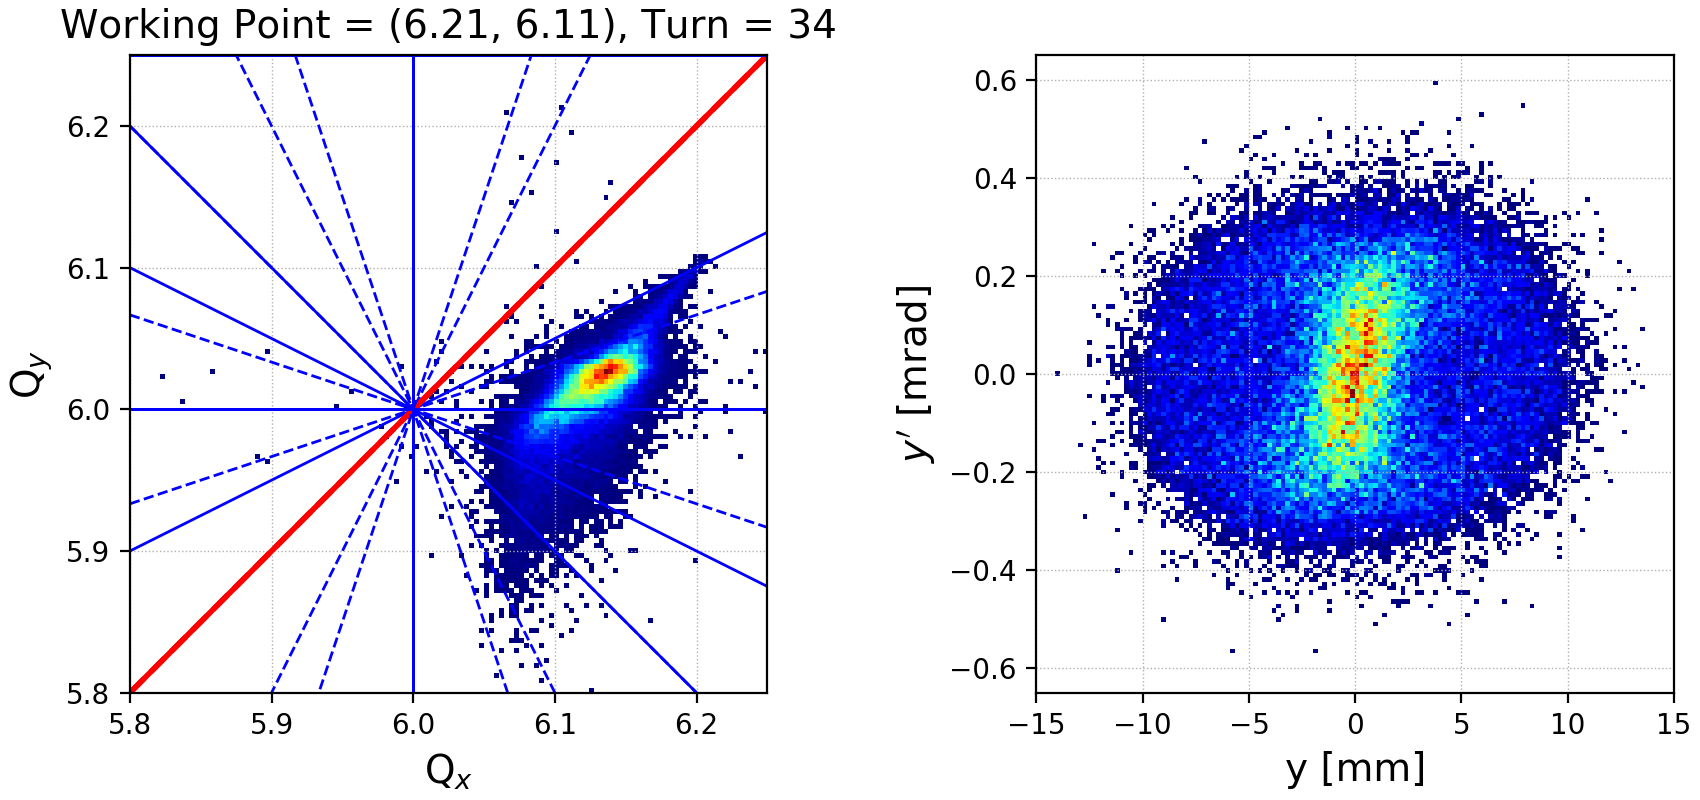 Working Point = (6.21, 6.11), Turn = 34
6.2
6.1
6.0
5.9
5.8
Q_y
5.8 5.9 6.0 6.1 6.2
Q_x
0.6
0.4
0.2
0.0
−0.2
−0.4
−0.6
y′ [mrad]
−15 −10 −5 0 5 10 15
y [mm]